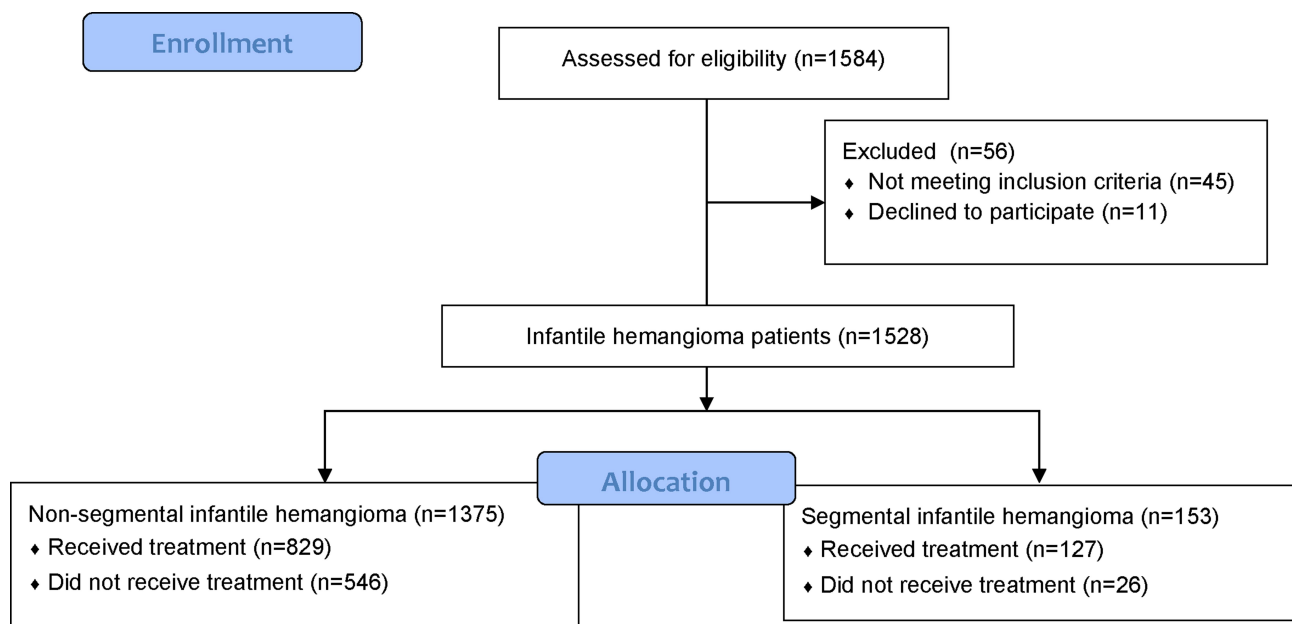 Enrollment
Assessed for eligibility (n=1584)
Excluded (n=56)
♦ Not meeting inclusion criteria (n=45)
♦ Declined to participate (n=11)
Infantile hemangioma patients (n=1528)
Allocation
Non-segmental infantile hemangioma (n=1375)
♦ Received treatment (n=829)
♦ Did not receive treatment (n=546)
Segmental infantile hemangioma (n=153)
♦ Received treatment (n=127)
♦ Did not receive treatment (n=26)